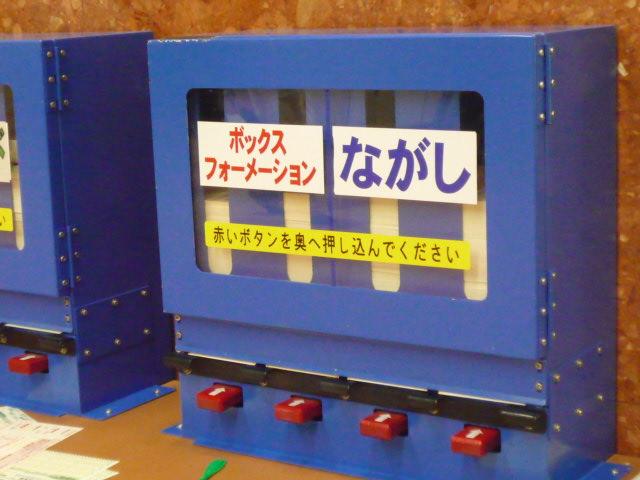 ボックス
フォーメーション
ながし
赤いボタンを奥へ押し込んでください